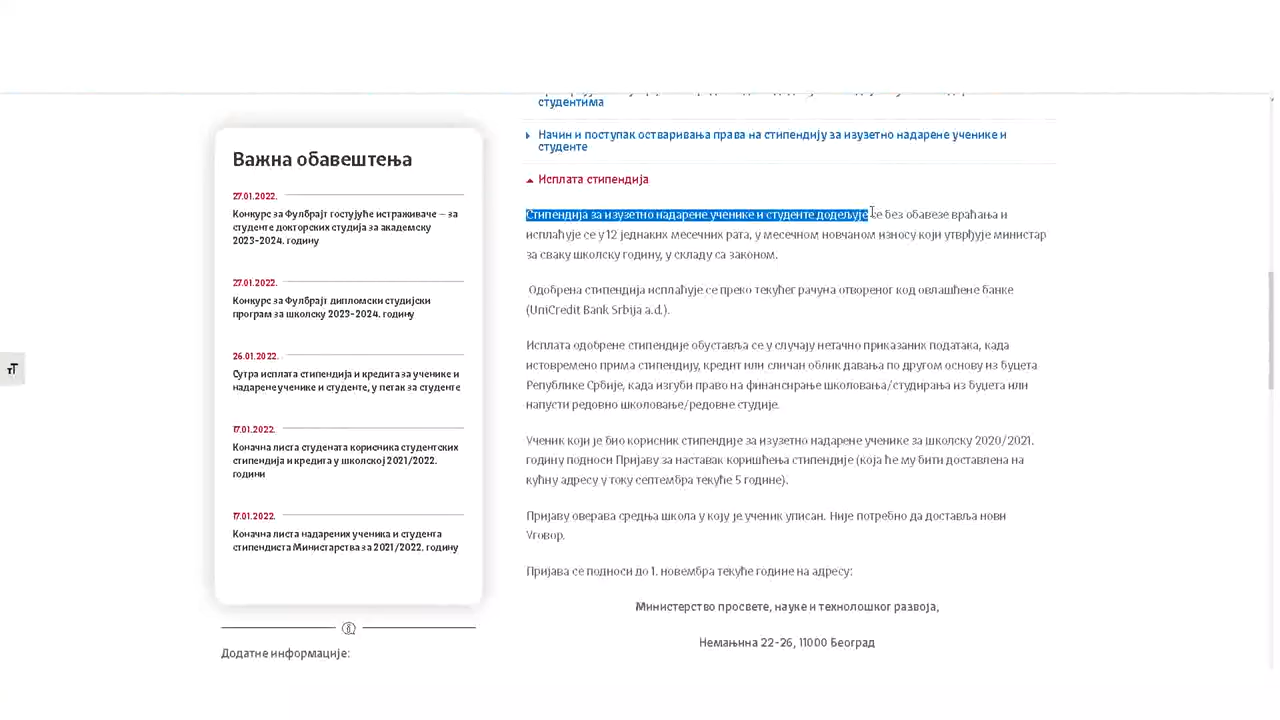 студентима
Начин и поступак остваривања права на стипендију за изузетно надарене ученике и
студенте
Исплата стипендија
Стипендија за изузетно надарене ученике и студенте додељује се без обавезе враћања и
исплаћује се у 12 једнаких месечних рата, у месечном новчаном износу који утврђује министар
за сваку школску годину, у складу са законом.
Одобрена стипендија исплаћује се преко текућег рачуна отвореног код овлашћене банке
(UniCredit Bank Srbija a.d.).
Исплата одобрене стипендије обуставља се у случају нетачно приказаних података, када
истовремено прима стипендију, кредит или сличан облик давања по другом основу из буџета
Републике Србије, када изгуби право на финансирање школовања/студирања из буџета или
напусти редовно школовање/редовне студије.
Ученик који је био корисник стипендије за изузетно надарене ученике за школску 2020/2021.
годину подноси Пријаву за наставак коришћења стипендије (која ће му бити достављена на
кућну адресу у току септембра текуће 5 године).
Пријаву оверава средња школа у коју је ученик уписан. Није потребно да доставља нови
Уговор.
Пријава се подноси до 1. новембра текуће године на адресу:
Министерство просвете, науке и технолошког развоја,
Немањина 22-26, 11000 Београд
Важна обавештења
27.01.2022.
Конкурс за Фулбрајт гостујуће истраживаче – за
студенте докторских студија за академску
2023-2024. годину
27.01.2022.
Конкурс за Фулбрајт дипломски студијски
програм за школску 2023-2024. годину
26.01.2022.
Сутра исплата стипендија и кредита за ученике и
надарене ученике и студенте, у петак за студенте
17.01.2022.
Коначна листа студената корисника студентских
стипендија и кредита у школској 2021/2022.
години
17.01.2022.
Коначна листа надарених ученика и студента
стипендиста Министарства за 2021/2022. годину
Додатне информације:
тТ